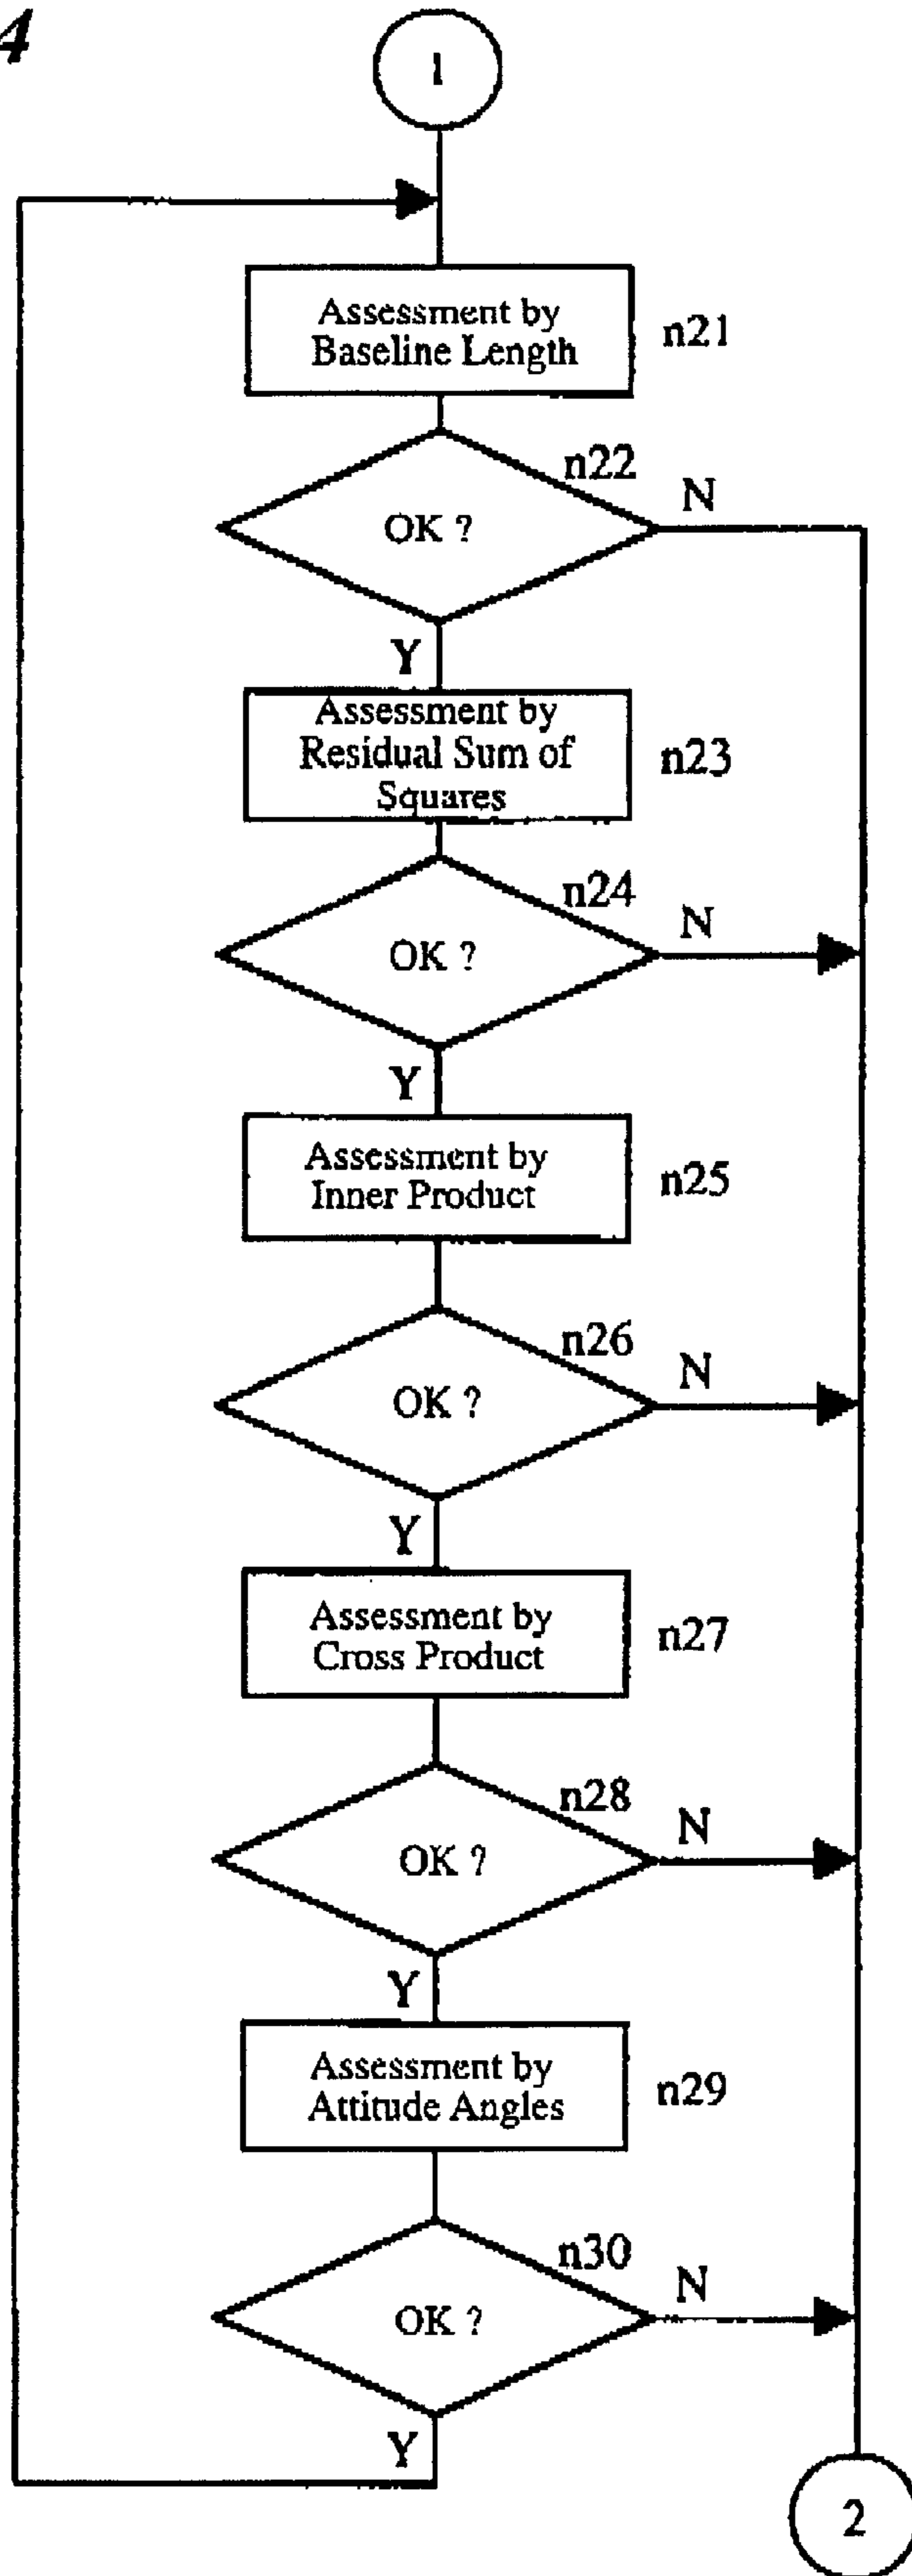 4
1
Assessment by
Baseline Length
n21
n22
N
OK ?
Y
Assessment by
Residual Sum of
Squares
n23
n24
N
OK ?
Y
Assessment by
Inner Product
n25
n26
N
OK ?
Y
Assessment by
Cross Product
n27
n28
N
OK ?
Y
Assessment by
Attitude Angles
n29
n30
N
OK ?
Y
2